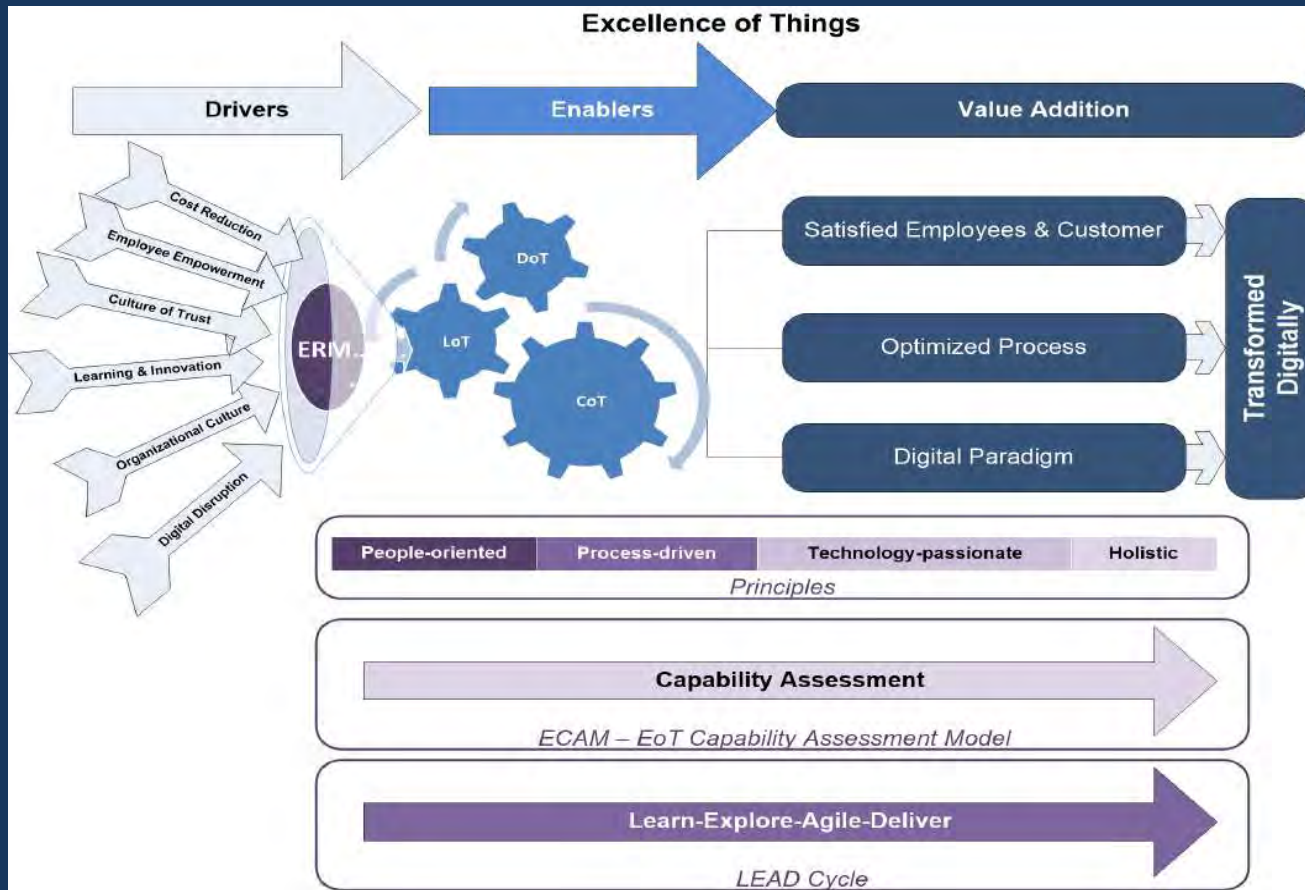 Excellence of Things
Drivers
Enablers
Value Addition
Cost Reduction
Employee Empowerment
Culture of Trust
Learning & Innovation
Organizational Culture
Digital Disruption
ERM...
DoT
LoT
CoT
Satisfied Employees & Customer
Optimized Process
Digital Paradigm
Transformed
Digitally
People-oriented
Process-driven
Technology-passionate
Holistic
Principles
Capability Assessment
ECAM – EoT Capability Assessment Model
Learn-Explore-Agile-Deliver
LEAD Cycle